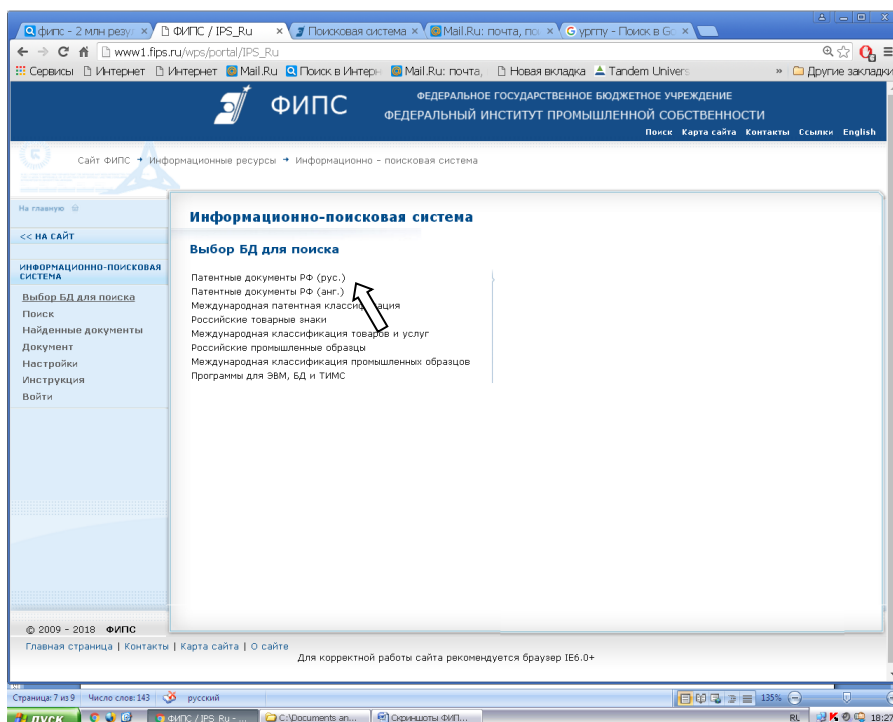 фипс - 2 млн резу
ФИПС / IPS_Ru
Поисковая система
Mail.Ru: почта, по
ургпу - Поиск в Go
www1.fips.ru/wps/portal/IPS_Ru
Сервисы Интернет Интернет Mail.Ru Поиск в Интерн Mail.Ru: почта, Новая вкладка Tandem Univers » Другие закладки
ФИПС
ФЕДЕРАЛЬНОЕ ГОСУДАРСТВЕННОЕ БЮДЖЕТНОЕ УЧРЕЖДЕНИЕ
ФЕДЕРАЛЬНЫЙ ИНСТИТУТ ПРОМЫШЛЕННОЙ СОБСТВЕННОСТИ
Поиск Карта сайта Контакты Ссылки English
Сайт ФИПС → Информационные ресурсы → Информационно - поисковая система
На главную
<< НА САЙТ
ИНФОРМАЦИОННО-ПОИСКОВАЯ
СИСТЕМА
Выбор БД для поиска
Поиск
Найденные документы
Документ
Настройки
Инструкция
Войти
Информационно-поисковая система
Выбор БД для поиска
Патентные документы РФ (рус.)
Патентные документы РФ (анг.)
Международная патентная классификация
Российские товарные знаки
Международная классификация товаров и услуг
Российские промышленные образцы
Международная классификация промышленных образцов
Программы для ЭВМ, БД и ТИМС
© 2009 - 2018 ФИПС
Главная страница | Контакты | Карта сайта | О сайте
Для корректной работы сайта рекомендуется браузер IE6.0+
Страница: 7 из 9 Число слов: 143 русский 135%
пуск ФИПС / IPS_Ru - ... C:\Documents an... Скриншоты ФИП... RL 18:27